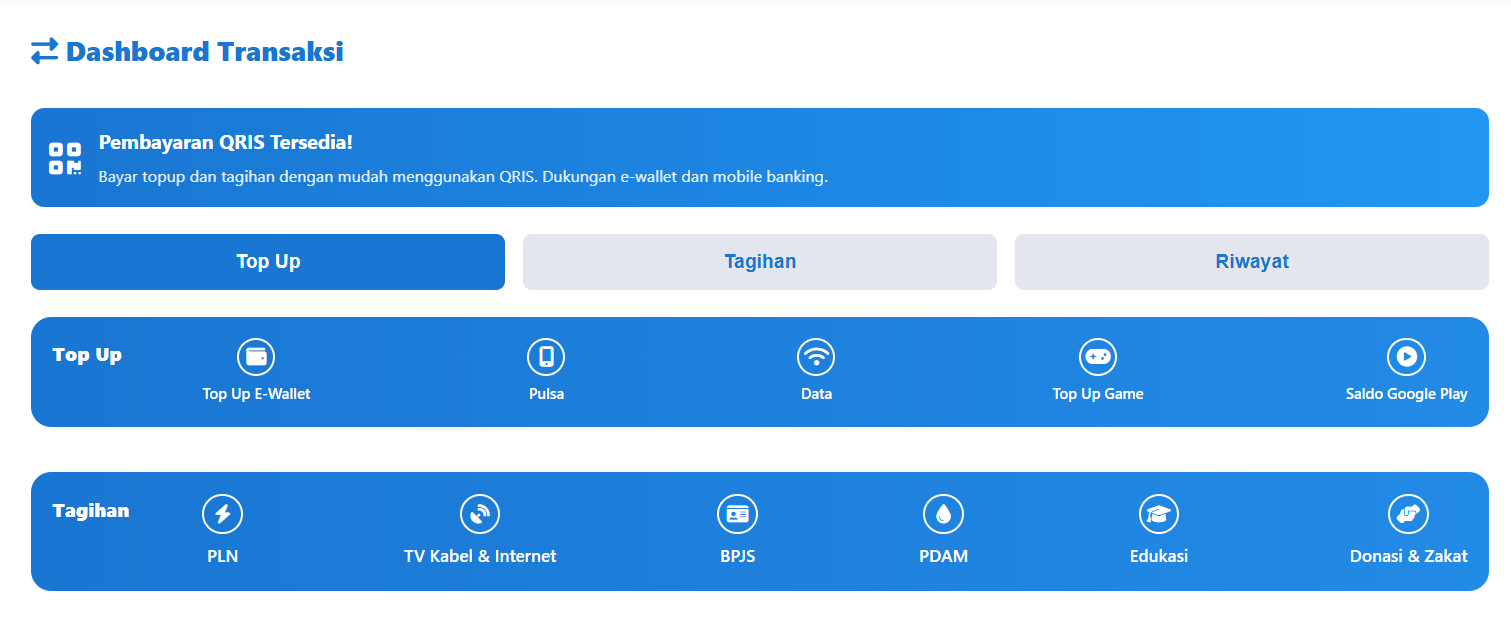 Dashboard Transaksi
Pembayaran QRIS Tersedia!
Bayar topup dan tagihan dengan mudah menggunakan QRIS. Dukungan e-wallet dan mobile banking.
Top Up
Tagihan
Riwayat
Top Up
Top Up E-Wallet
Pulsa
Data
Top Up Game
Saldo Google Play
Tagihan
PLN
TV Kabel & Internet
BPJS
PDAM
Edukasi
Donasi & Zakat